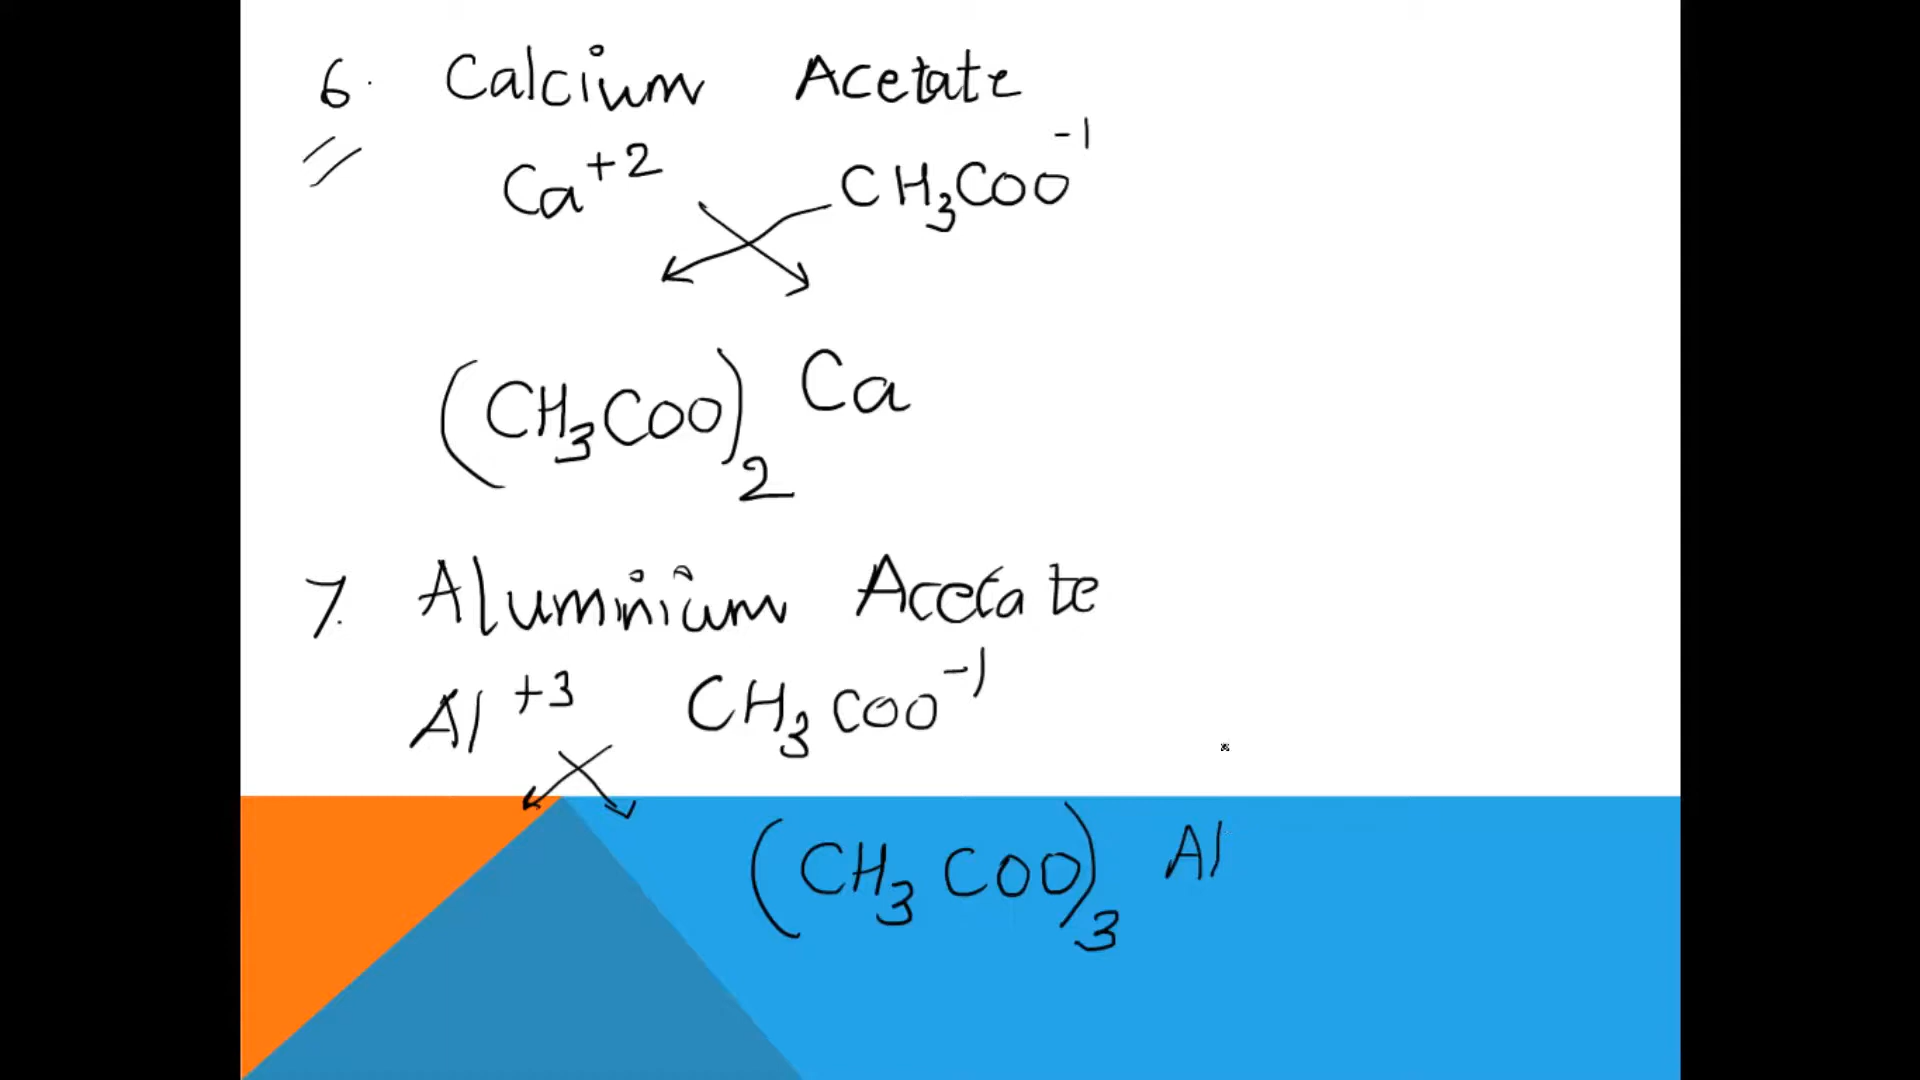 6. Calcium Acetate
Ca+2 CH3COO-1
(CH3COO)2 Ca
7. Aluminium Acetate
Al+3 CH3COO-1
(CH3COO)3 Al